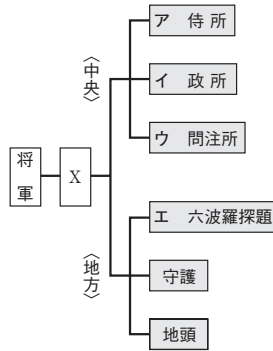 将軍
X
〈中央〉
ア 侍所
イ 政所
ウ 問注所
〈地方〉
エ 六波羅探題
守護
地頭